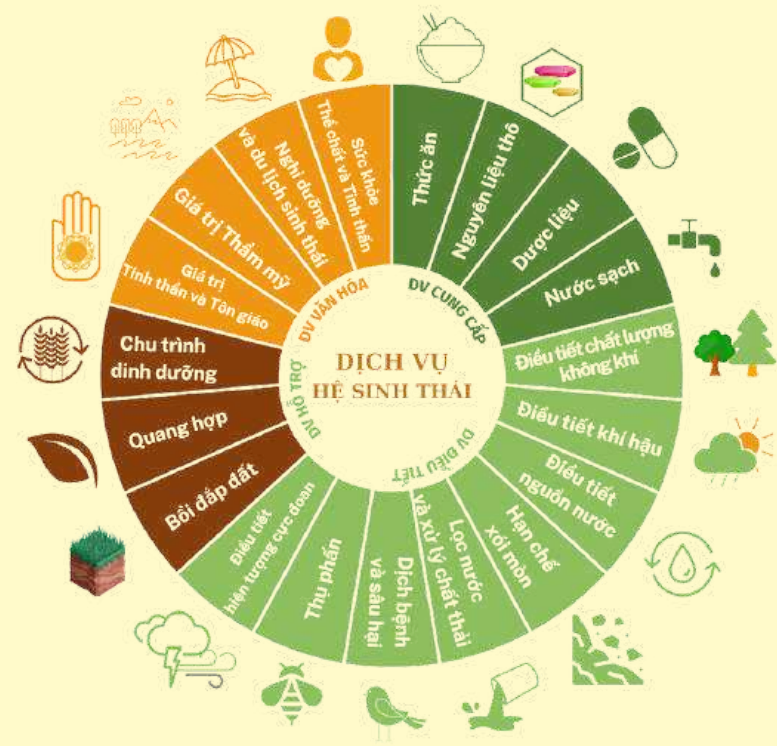 DỊCH VỤ
HỆ SINH THÁI
ĐV CUNG CẤP
Thức ăn
Nguyên liệu thô
Dược liệu
Nước sạch
DV ĐIỀU TIẾT
Điều tiết chất lượng
không khí
Điều tiết khí hậu
Điều tiết
nguồn nước
Hạn chế
xói mòn
Lọc nước
và xử lý chất thải
Dịch bệnh
và sâu hại
Thụ phấn
Điều tiết
hiện tượng cực đoan
DV HỖ TRỢ
Bồi đắp đất
Quang hợp
Chu trình
dinh dưỡng
DV VĂN HÓA
Giá trị
Tinh thần và Tôn giáo
Giá trị Thẩm mỹ
Nghỉ dưỡng
và du lịch sinh thái
Sức khỏe
Thể chất và Tinh thần